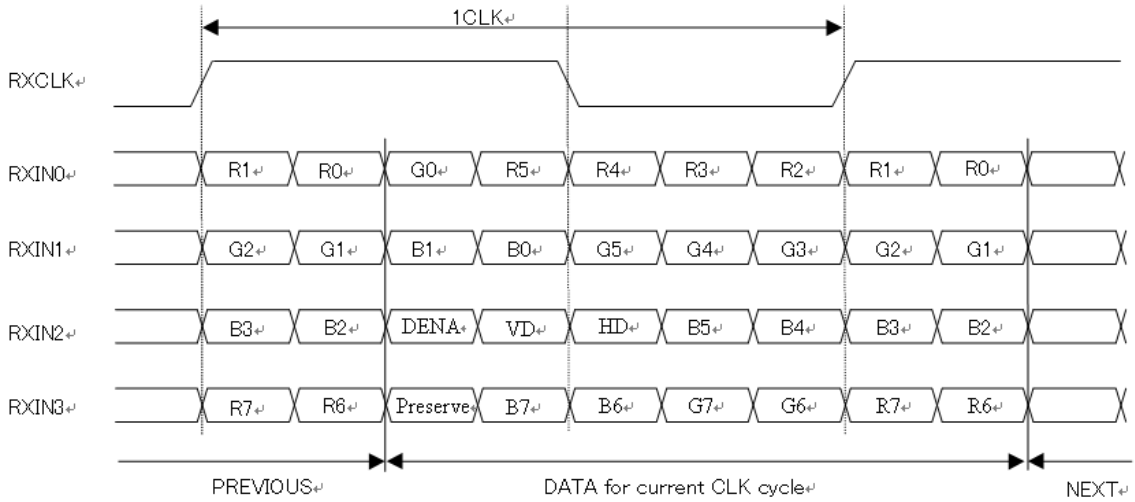 1CLK↵
RXCLK↵
RXIN0↵ R1↵ R0↵ G0↵ R5↵ R4↵ R3↵ R2↵ R1↵ R0↵
RXIN1↵ G2↵ G1↵ B1↵ B0↵ G5↵ G4↵ G3↵ G2↵ G1↵
RXIN2↵ B3↵ B2↵ DENA↵ VD↵ HD↵ B5↵ B4↵ B3↵ B2↵
RXIN3↵ R7↵ R6↵ Preserve↵ B7↵ B6↵ G7↵ G6↵ R7↵ R6↵
PREVIOUS↵ DATA for current CLK cycle↵ NEXT↵